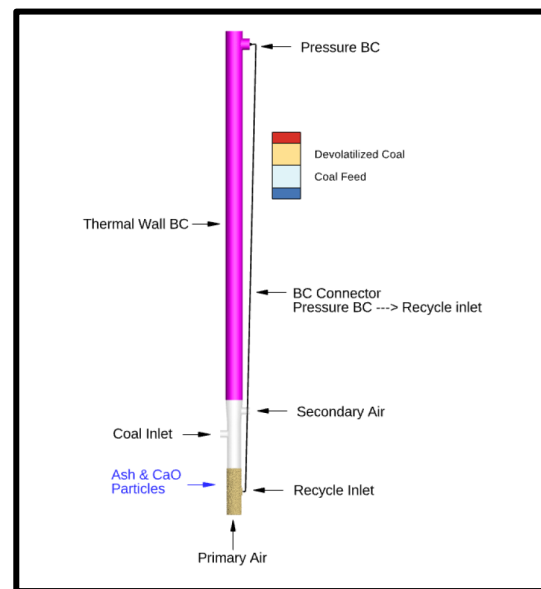 Pressure BC
Devolatilized Coal
Coal Feed
Thermal Wall BC
BC Connector
Pressure BC ---> Recycle inlet
Secondary Air
Coal Inlet
Ash & CaO
Particles
Recycle Inlet
Primary Air